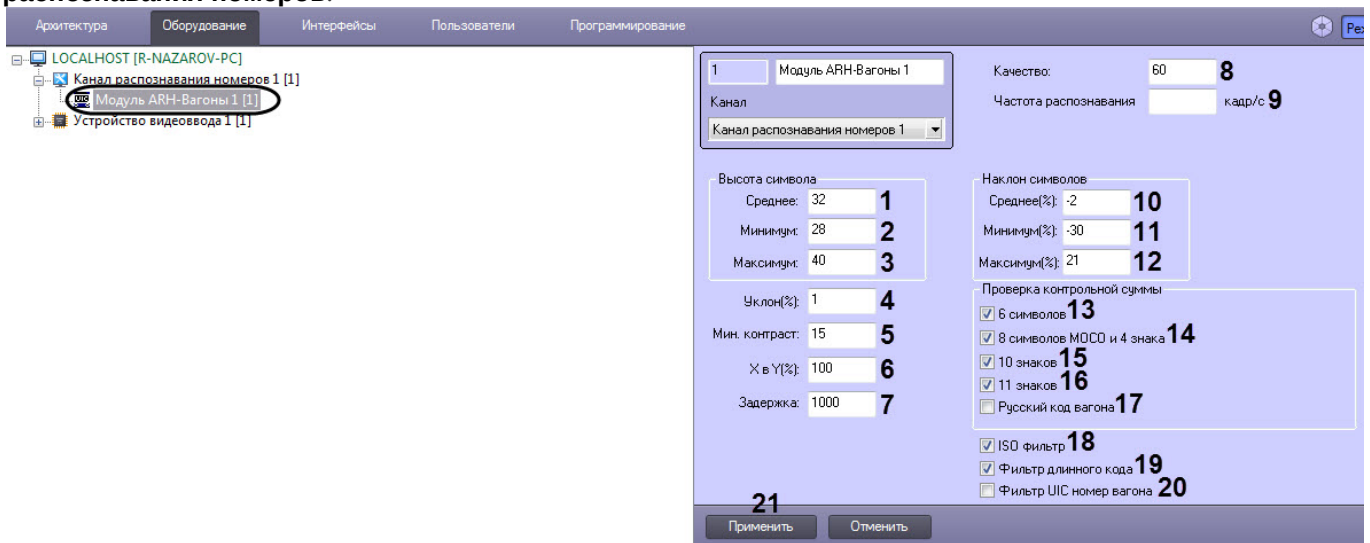 распознавания номеров.
Архитектура Оборудование Интерфейсы Пользователи Программирование
LOCALHOST [R-NAZAROV-PC]
Канал распознавания номеров 1 [1]
UIC Модуль ARH-Вагоны 1 [1]
Устройство видеоввода 1 [1]
1 Модуль ARH-Вагоны 1
Канал
Канал распознавания номеров 1
Качество: 60 8
Частота распознавания кадр/с 9
Высота символа
Среднее: 32 1
Минимум: 28 2
Максимум: 40 3
Уклон(%): 1 4
Мин. контраст: 15 5
X в Y(%): 100 6
Задержка: 1000 7
Наклон символов
Среднее(%): -2 10
Минимум(%): -30 11
Максимум(%): 21 12
Проверка контрольной суммы
6 символов 13
8 символов МОСО и 4 знака 14
10 знаков 15
11 знаков 16
Русский код вагона 17
ISO фильтр 18
Фильтр длинного кода 19
Фильтр UIC номер вагона 20
21
Применить Отменить